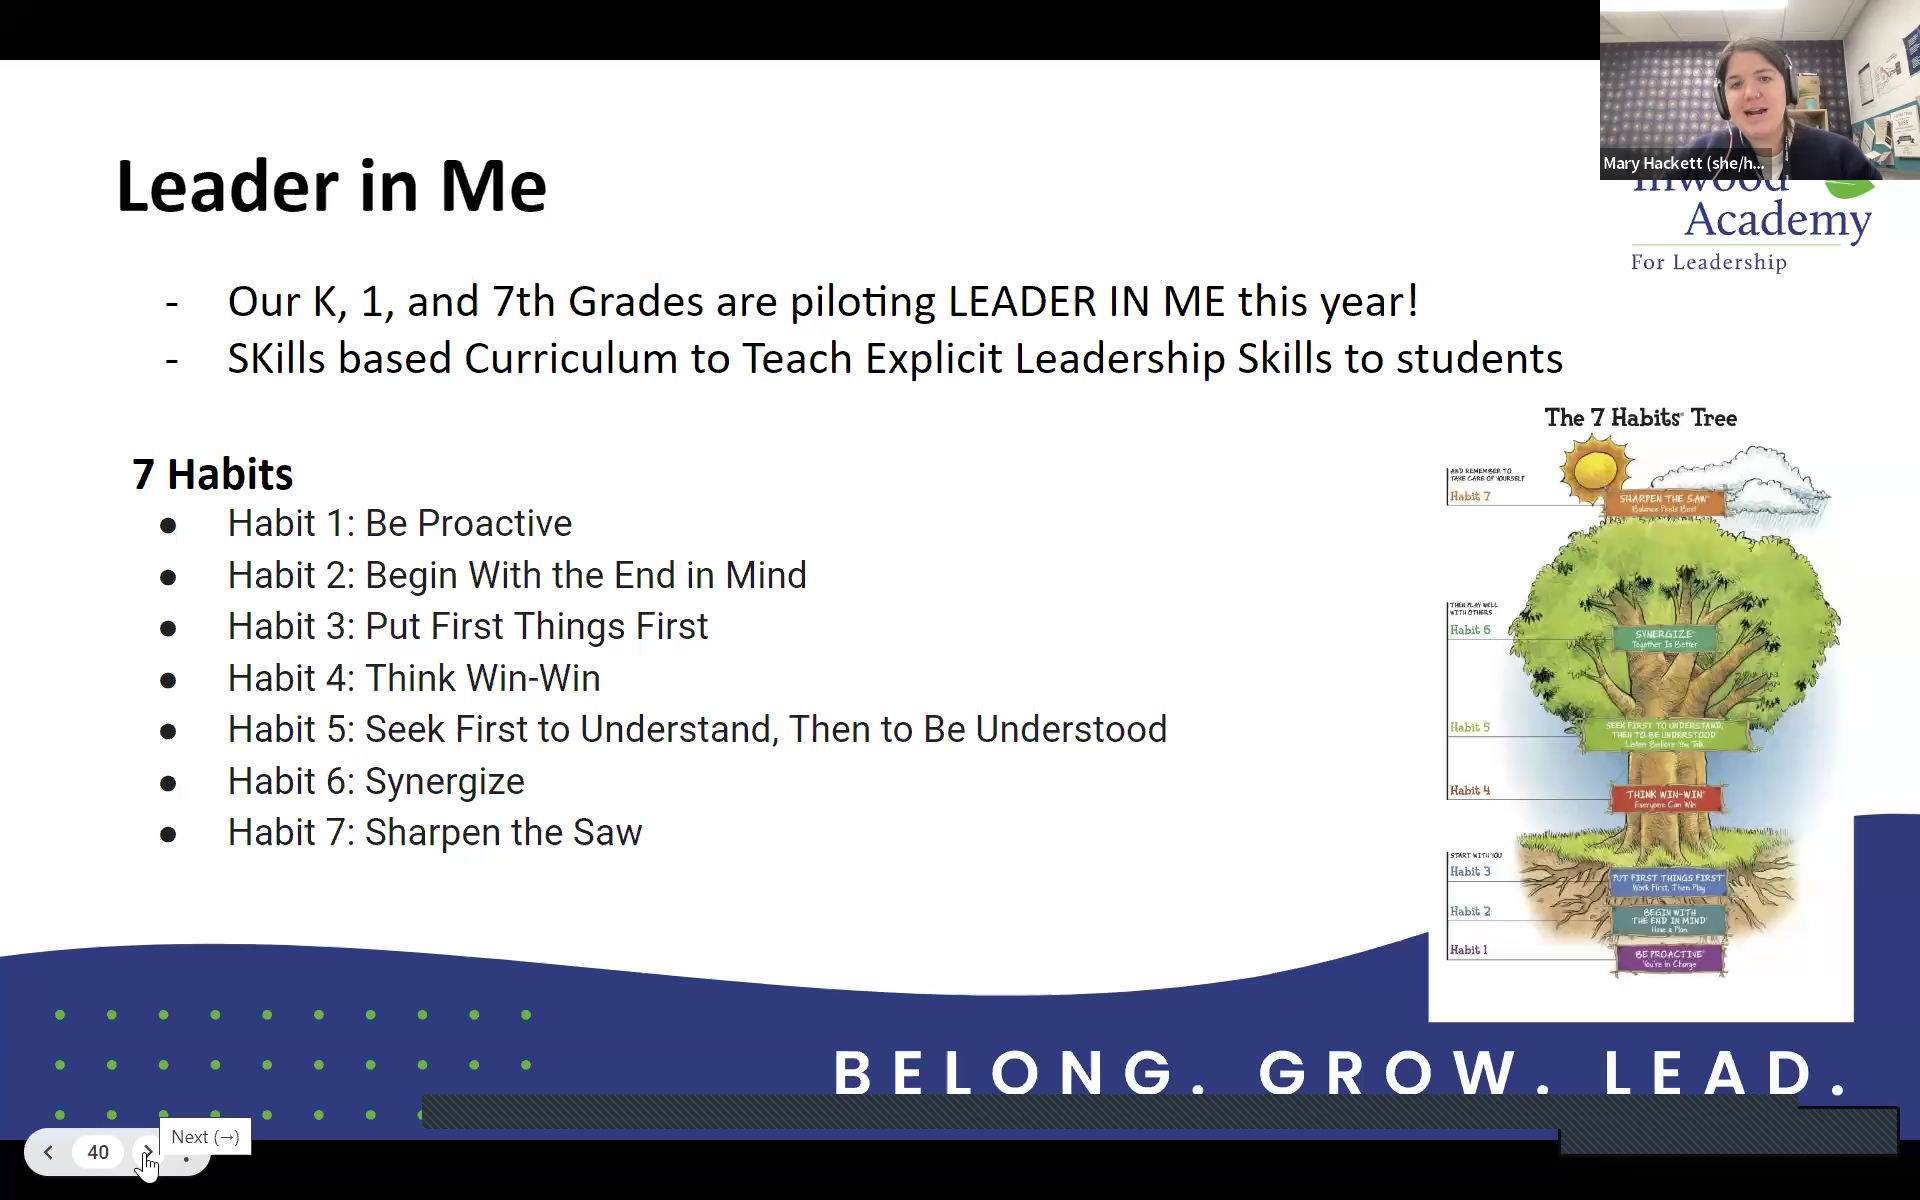 Mary Hackett (she/h...
Leader in Me
Inwood
Academy
For Leadership
- Our K, 1, and 7th Grades are piloting LEADER IN ME this year!
- SKills based Curriculum to Teach Explicit Leadership Skills to students
7 Habits
● Habit 1: Be Proactive
● Habit 2: Begin With the End in Mind
● Habit 3: Put First Things First
● Habit 4: Think Win-Win
● Habit 5: Seek First to Understand, Then to Be Understood
● Habit 6: Synergize
● Habit 7: Sharpen the Saw
The 7 Habits® Tree
AND REMEMBER TO
TAKE CARE OF YOURSELF
Habit 7
SHARPEN THE SAW
Balance Feels Best
THEN PLAY WELL
WITH OTHERS
Habit 6
SYNERGIZE
Together Is Better
Habit 5
SEEK FIRST TO UNDERSTAND,
THEN TO BE UNDERSTOOD
Listen Before You Talk
Habit 4
THINK WIN-WIN
Everyone Can Win
START WITH YOU
Habit 3
PUT FIRST THINGS FIRST
Work First, Then Play
Habit 2
BEGIN WITH
THE END IN MIND
Have a Plan
Habit 1
BE PROACTIVE
You're in Charge
BELONG. GROW. LEAD.
Next (→)
40